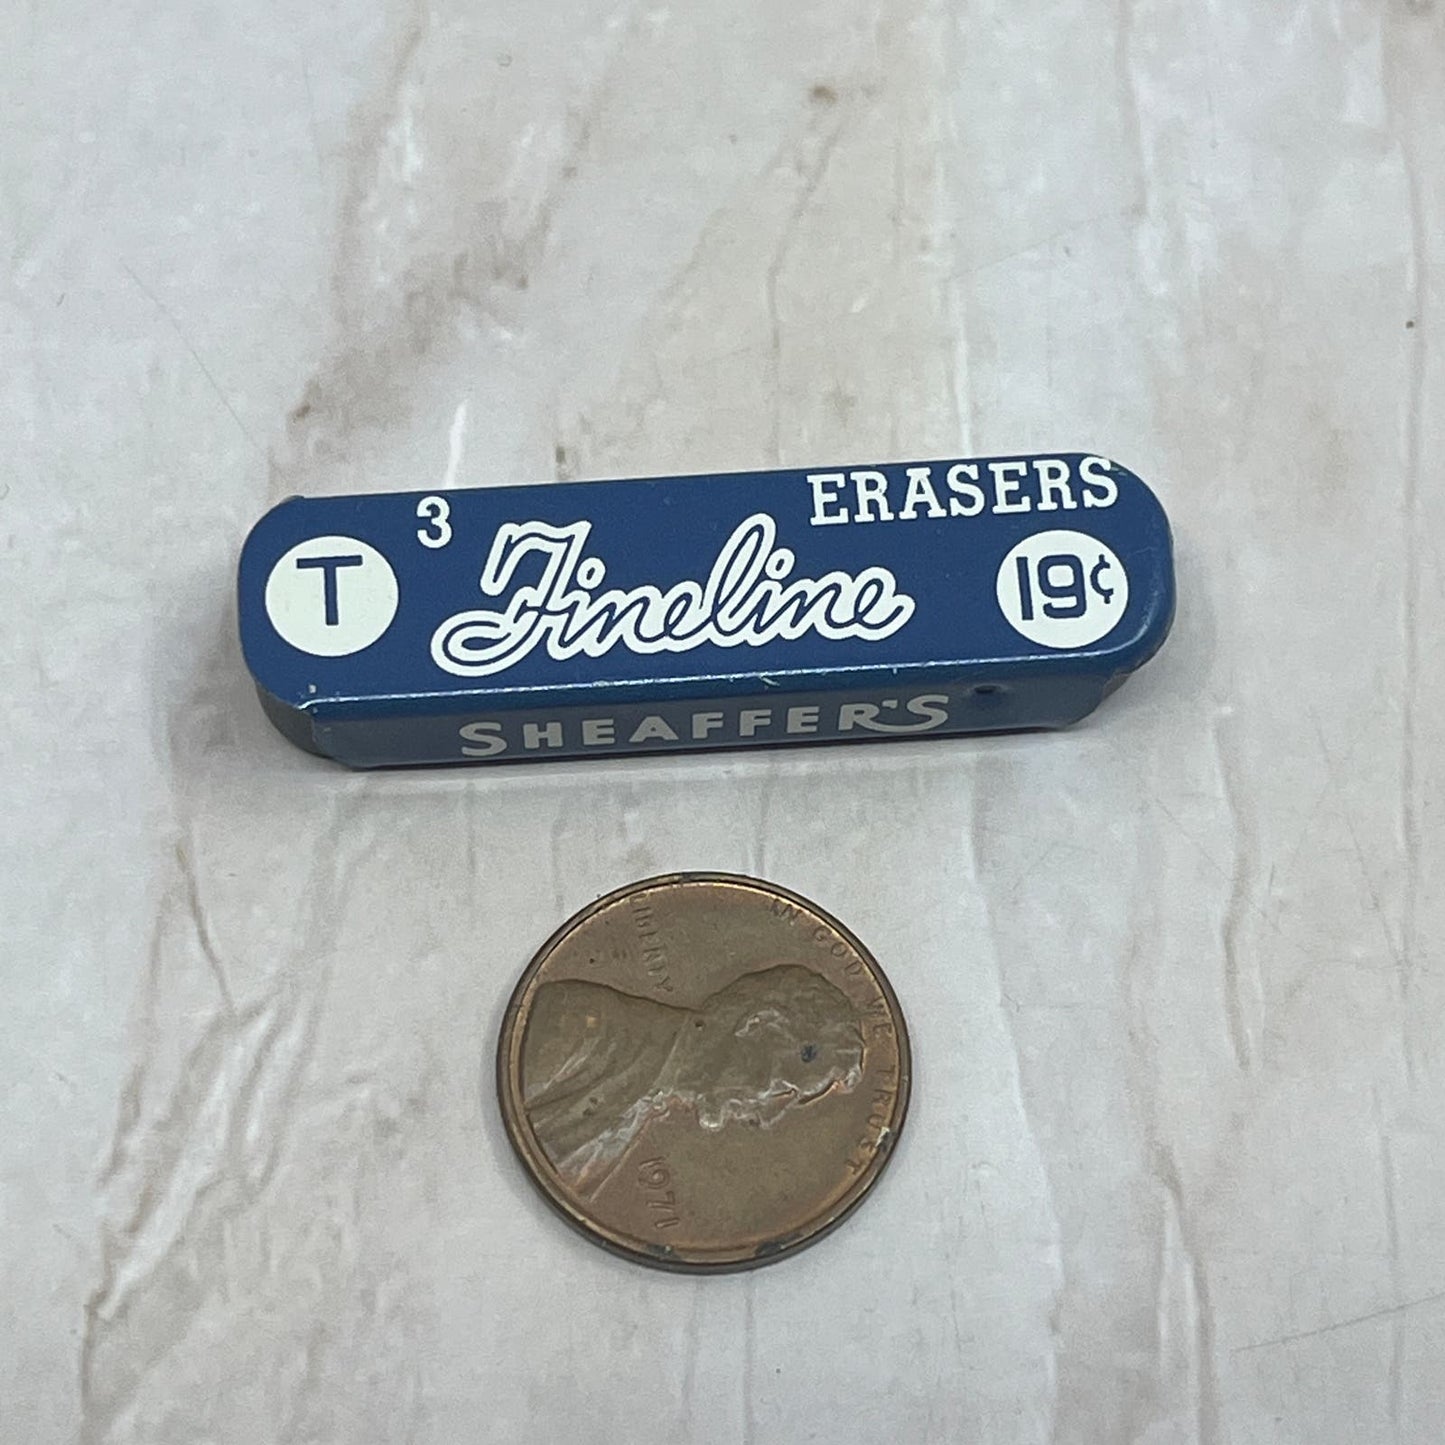 3 ERASERS
T Fineline 19¢
SHEAFFER'S
LIBERTY
IN GOD WE TRUST
1971